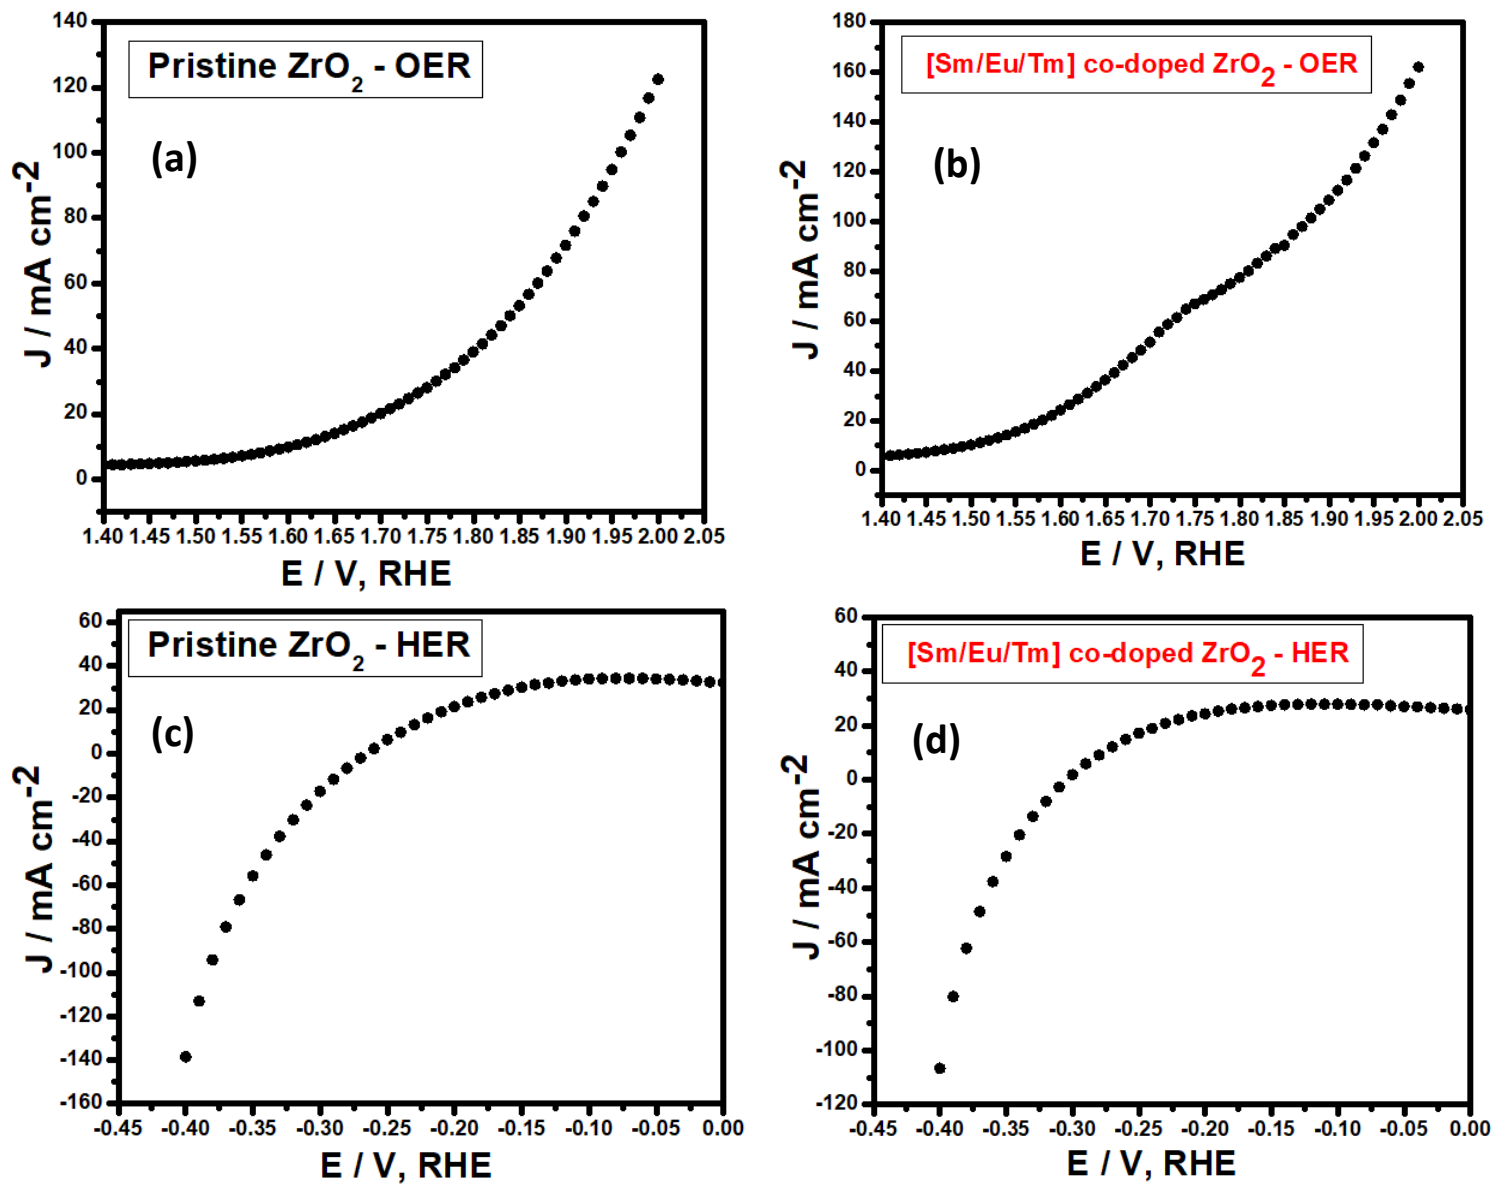 Pristine ZrO2 - OER
(a)
140
120
100
80
60
40
20
0
J / mA cm-2
1.40 1.45 1.50 1.55 1.60 1.65 1.70 1.75 1.80 1.85 1.90 1.95 2.00 2.05
E / V, RHE
[Sm/Eu/Tm] co-doped ZrO2 - OER
(b)
180
160
140
120
100
80
60
40
20
0
J / mA cm-2
1.40 1.45 1.50 1.55 1.60 1.65 1.70 1.75 1.80 1.85 1.90 1.95 2.00 2.05
E / V, RHE
Pristine ZrO2 - HER
(c)
60
40
20
0
-20
-40
-60
-80
-100
-120
-140
-160
J / mA cm-2
-0.45 -0.40 -0.35 -0.30 -0.25 -0.20 -0.15 -0.10 -0.05 0.00
E / V, RHE
[Sm/Eu/Tm] co-doped ZrO2 - HER
(d)
60
40
20
0
-20
-40
-60
-80
-100
-120
J / mA cm-2
-0.45 -0.40 -0.35 -0.30 -0.25 -0.20 -0.15 -0.10 -0.05 0.00
E / V, RHE